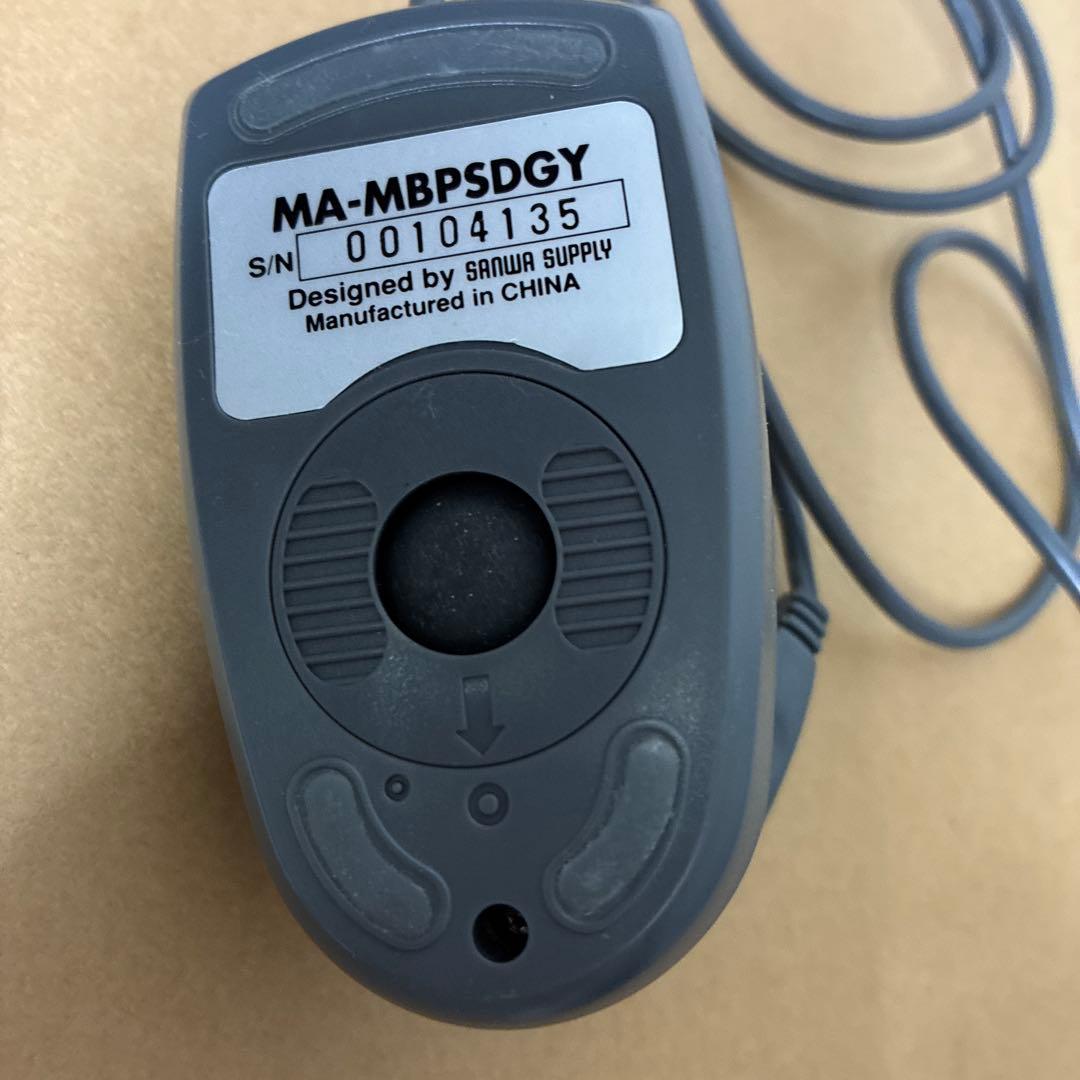 MA-MBPSDGY
S/N 00104135
Designed by SANWA SUPPLY
Manufactured in CHINA